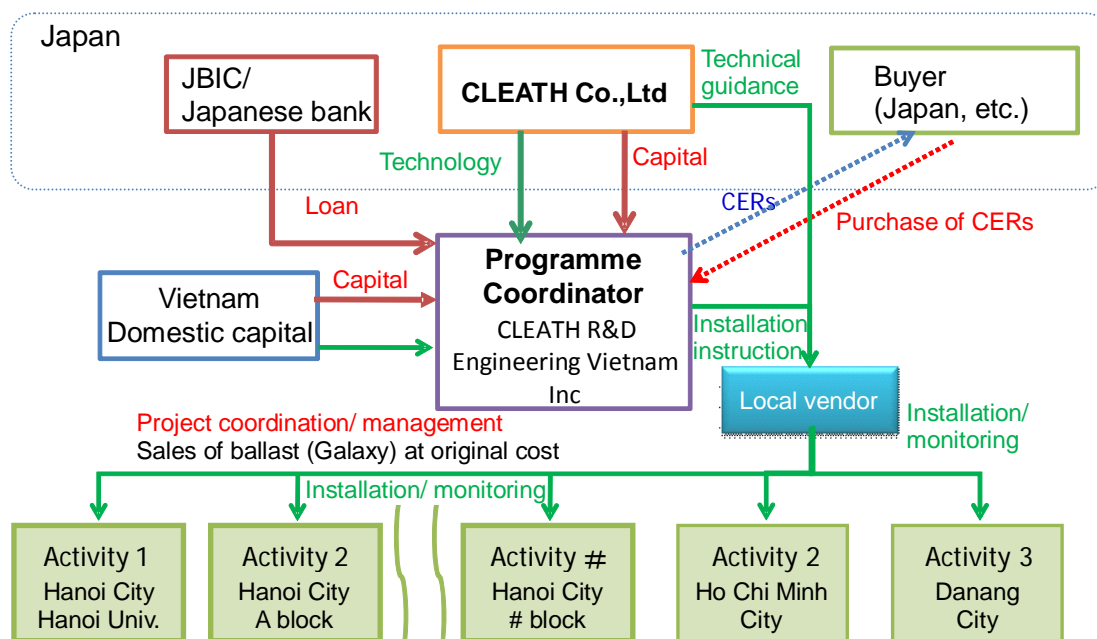 Japan
JBIC/
Japanese bank
CLEATH Co.,Ltd
Technical
guidance
Buyer
(Japan, etc.)
Technology
Capital
Loan
CERs
Purchase of CERs
Vietnam
Domestic capital
Capital
Programme
Coordinator
CLEATH R&D
Engineering Vietnam
Inc
Installation
instruction
Local vendor
Installation/
monitoring
Project coordination/ management
Sales of ballast (Galaxy) at original cost
Installation/ monitoring
Activity 1
Hanoi City
Hanoi Univ.
Activity 2
Hanoi City
A block
Activity #
Hanoi City
# block
Activity 2
Ho Chi Minh
City
Activity 3
Danang
City